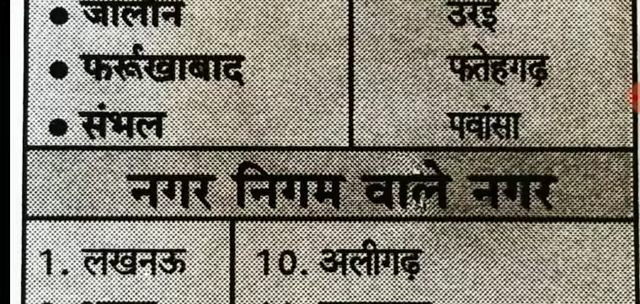 • जालौन उरई
• फर्रूखाबाद फतेहगढ़
• संभल पवांसा
नगर निगम वाले नगर
1. लखनऊ 10. अलीगढ़